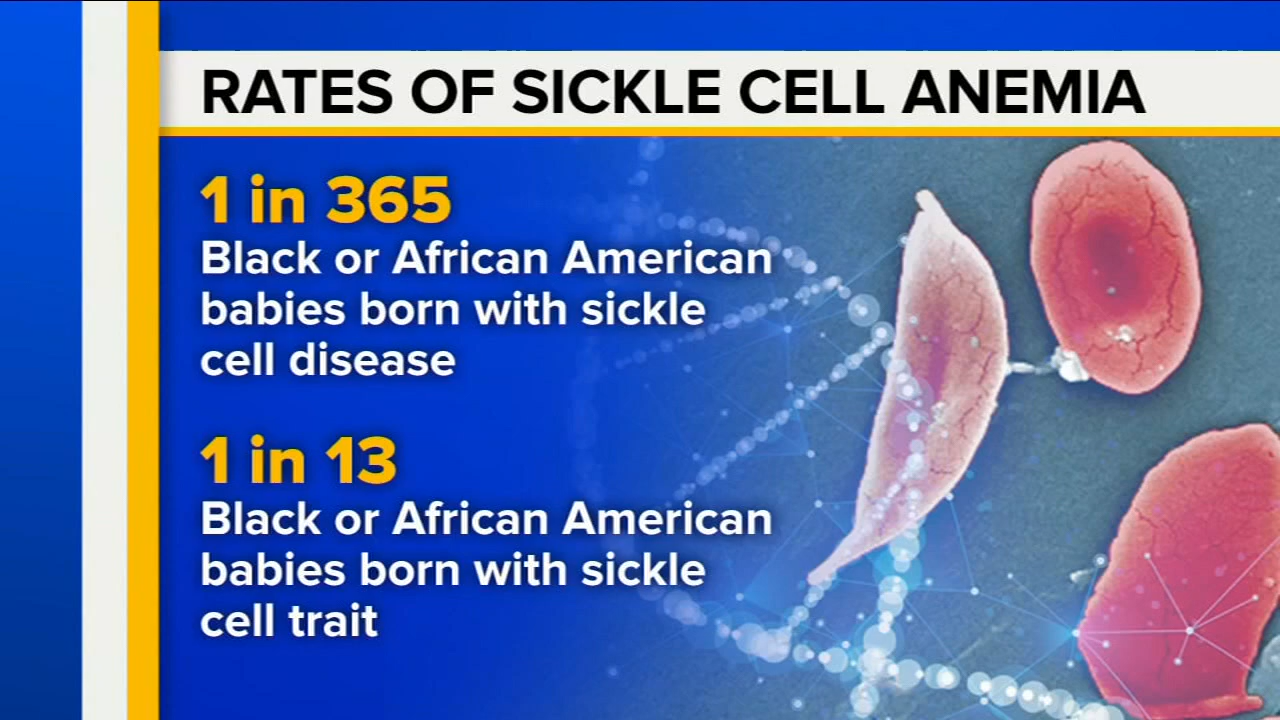 RATES OF SICKLE CELL ANEMIA
1 in 365
Black or African American
babies born with sickle
cell disease
1 in 13
Black or African American
babies born with sickle
cell trait